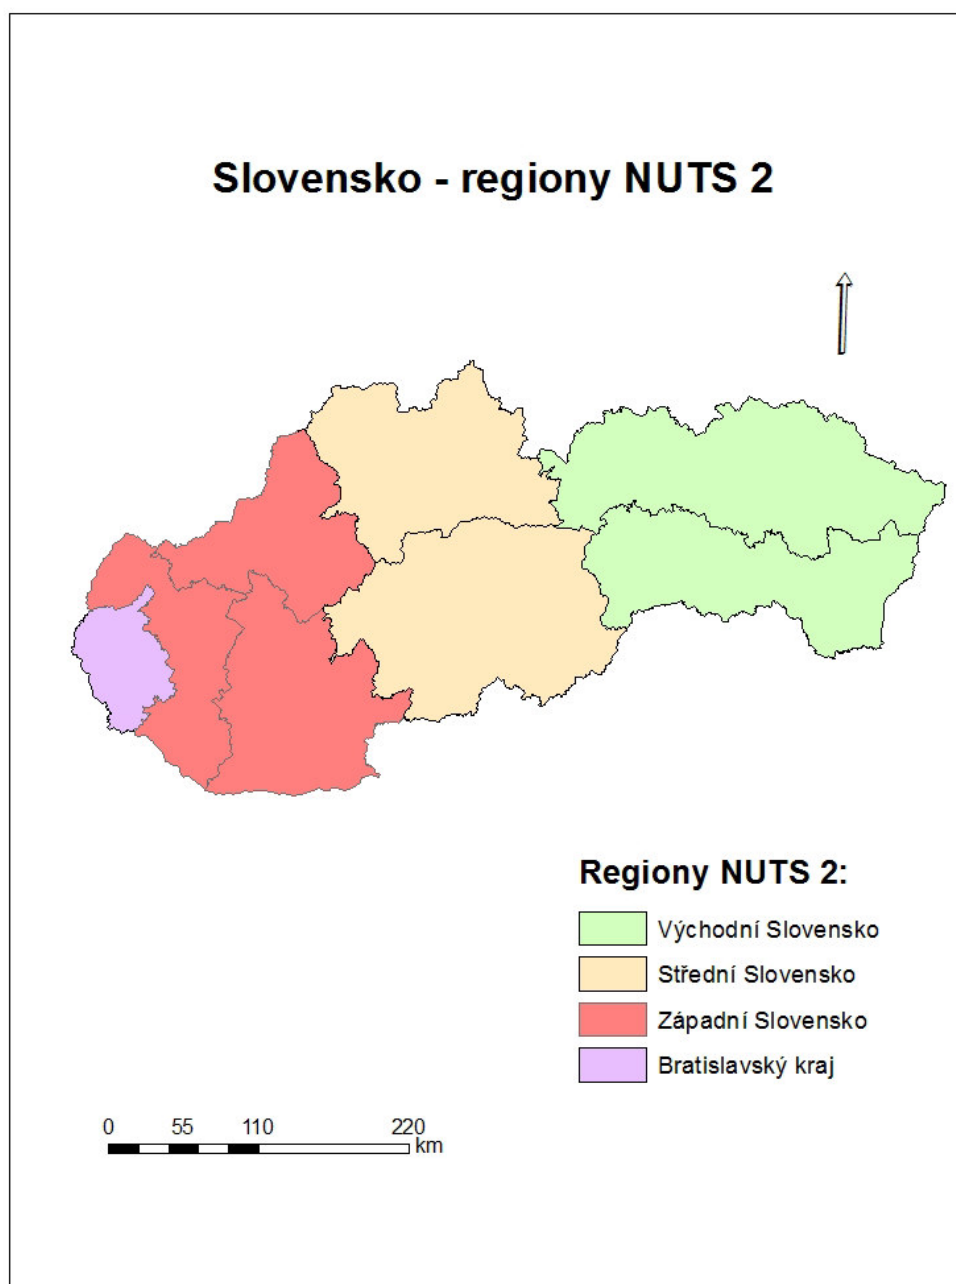 Slovensko - regiony NUTS 2
Regiony NUTS 2:
Východní Slovensko
Střední Slovensko
Západní Slovensko
Bratislavský kraj
0 55 110 220
km